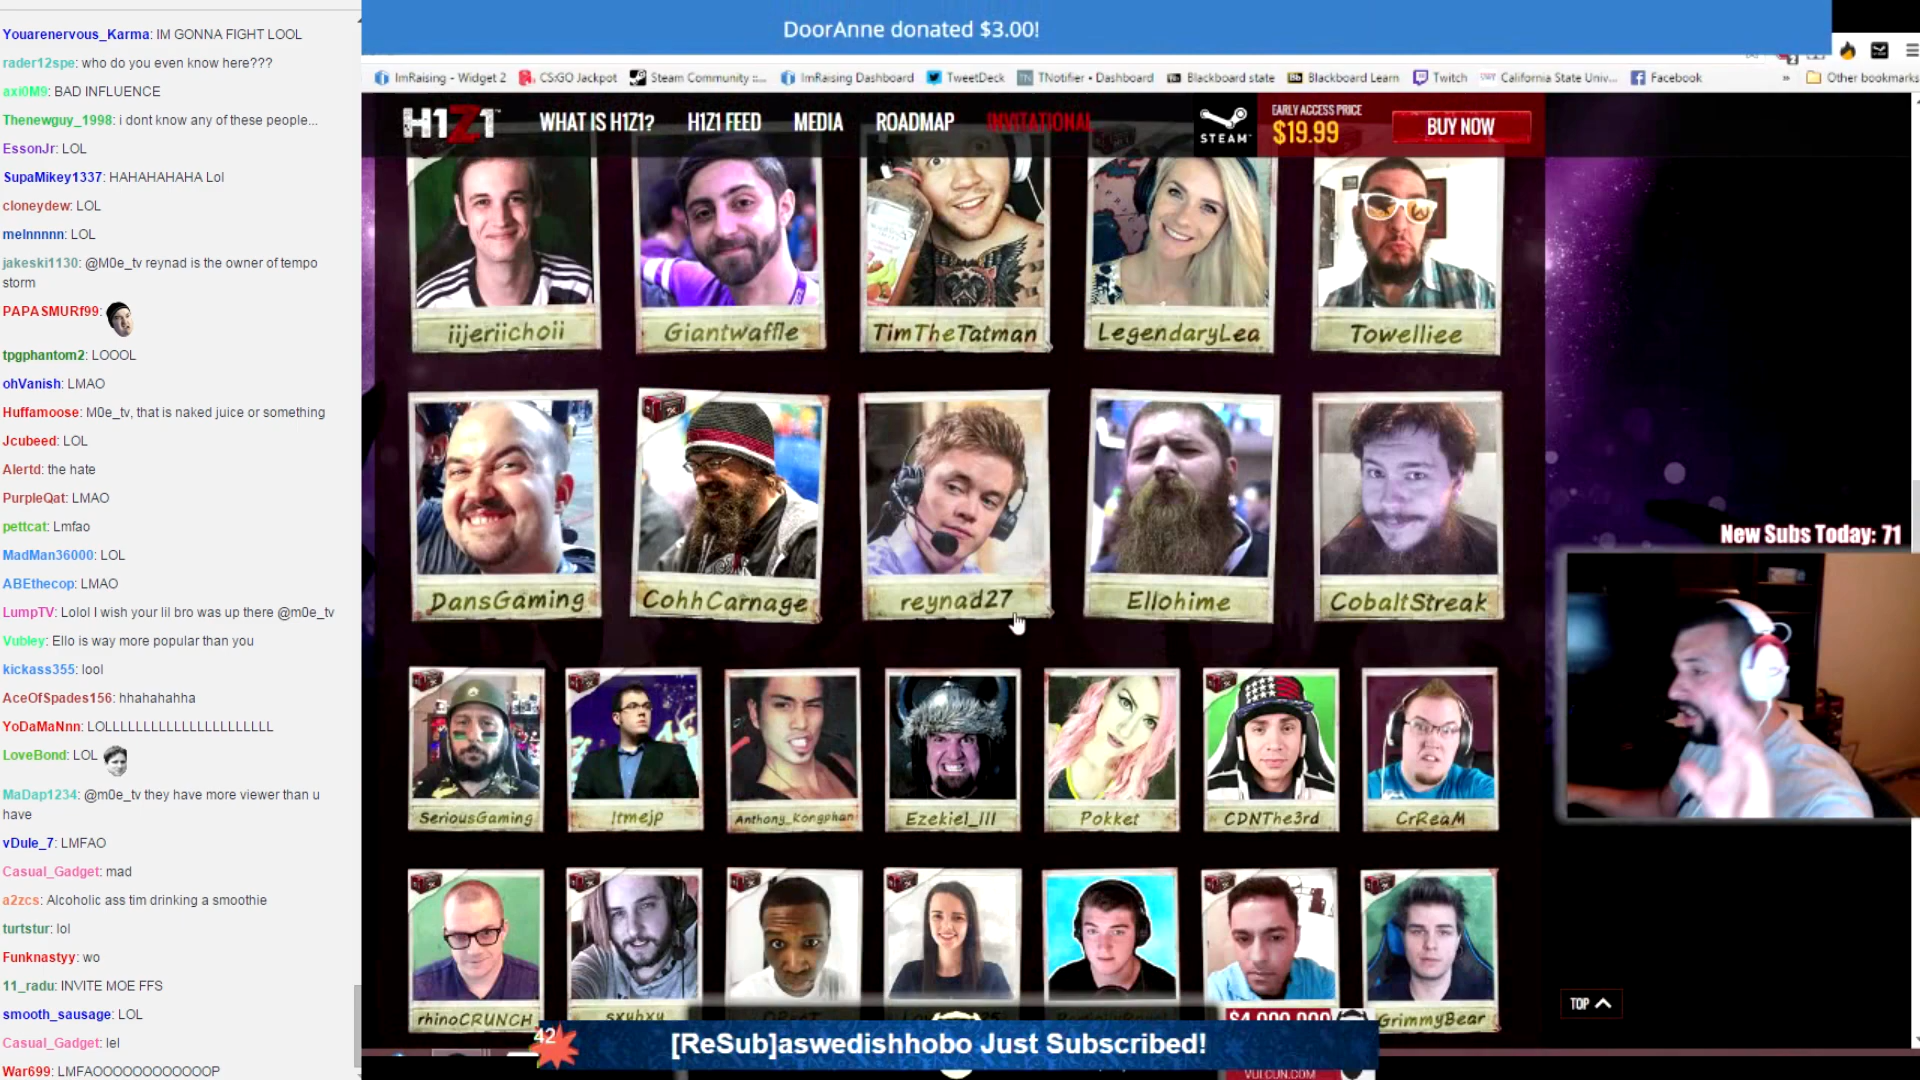 Youarenervous_Karma: IM GONNA FIGHT LOOL
rader12spe: who do you even know here???
axi0M9: BAD INFLUENCE
Thenewguy_1998: i dont know any of these people...
EssonJr: LOL
SupaMikey1337: HAHAHAHAHA Lol
cloneydew: LOL
melnnnnn: LOL
jakeski1130: @M0e_tv reynad is the owner of tempo
storm
PAPASMURf99:
tpgphantom2: LOOOL
ohVanish: LMAO
Huffamoose: M0e_tv, that is naked juice or something
Jcubeed: LOL
Alertd: the hate
PurpleQat: LMAO
pettcat: Lmfao
MadMan36000: LOL
ABEthecop: LMAO
LumpTV: Lolol I wish your lil bro was up there @m0e_tv
Vubley: Ello is way more popular than you
kickass355: lool
AceOfSpades156: hhahahahha
YoDaMaNnn: LOLLLLLLLLLLLLLLLLLLLLLL
LoveBond: LOL
MaDap1234: @m0e_tv they have more viewer than u
have
vDule_7: LMFAO
Casual_Gadget: mad
a2zcs: Alcoholic ass tim drinking a smoothie
turtstur: lol
Funknastyy: wo
11_radu: INVITE MOE FFS
smooth_sausage: LOL
Casual_Gadget: lel
War699: LMFAOOOOOOOOOOOOP
DoorAnne donated $3.00!
ImRaising - Widget 2 CS:GO Jackpot Steam Community :... ImRaising Dashboard TweetDeck TNotifier • Dashboard Blackboard state Blackboard Learn Twitch California State Univ... Facebook » Other bookmarks
H1Z1 WHAT IS H1Z1? H1Z1 FEED MEDIA ROADMAP INVITATIONAL STEAM EARLY ACCESS PRICE $19.99 BUY NOW
iijeriichoii Giantwaffle TimTheTatman LegendaryLea Towelliee
DansGaming CohhCarnage reynad27 Ellohime CobaltStreak
New Subs Today: 71
SeriousGaming Itmejp Anthony_Kongphan Ezekiel_III Pokket CDNThe3rd CrReaM
TOP
rhinoCRUNCH sxyhxy GrimmyBear
42
[ReSub]aswedishhobo Just Subscribed!
VULCUN.COM